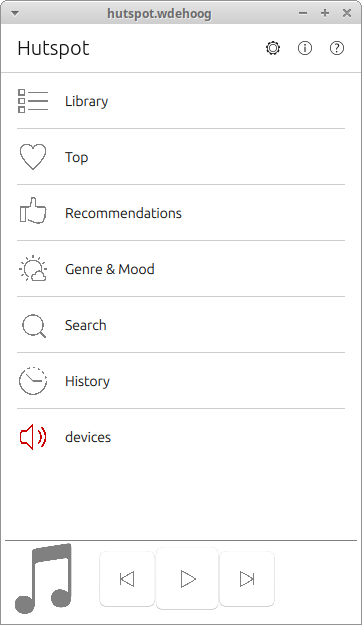 hutspot.wdehoog
Hutspot
Library
Top
Recommendations
Genre & Mood
Search
History
devices